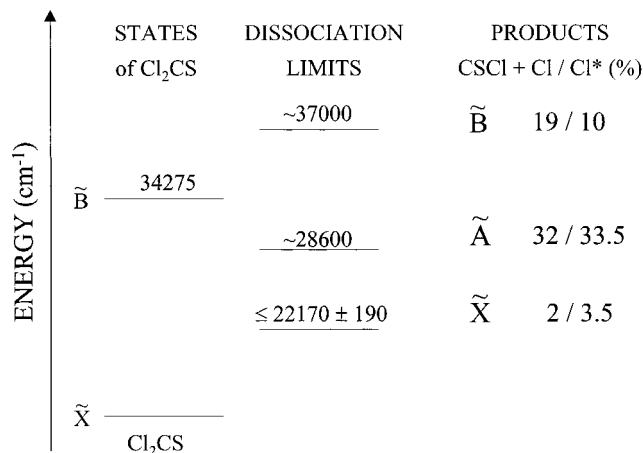 STATES DISSOCIATION PRODUCTS
of Cl₂CS LIMITS CSCl + Cl / Cl* (%)
~37000 B̃ 19 / 10
34275
B̃
~28600 Ã 32 / 33.5
≤ 22170 ± 190 X̃ 2 / 3.5
X̃
Cl₂CS
ENERGY (cm⁻¹)